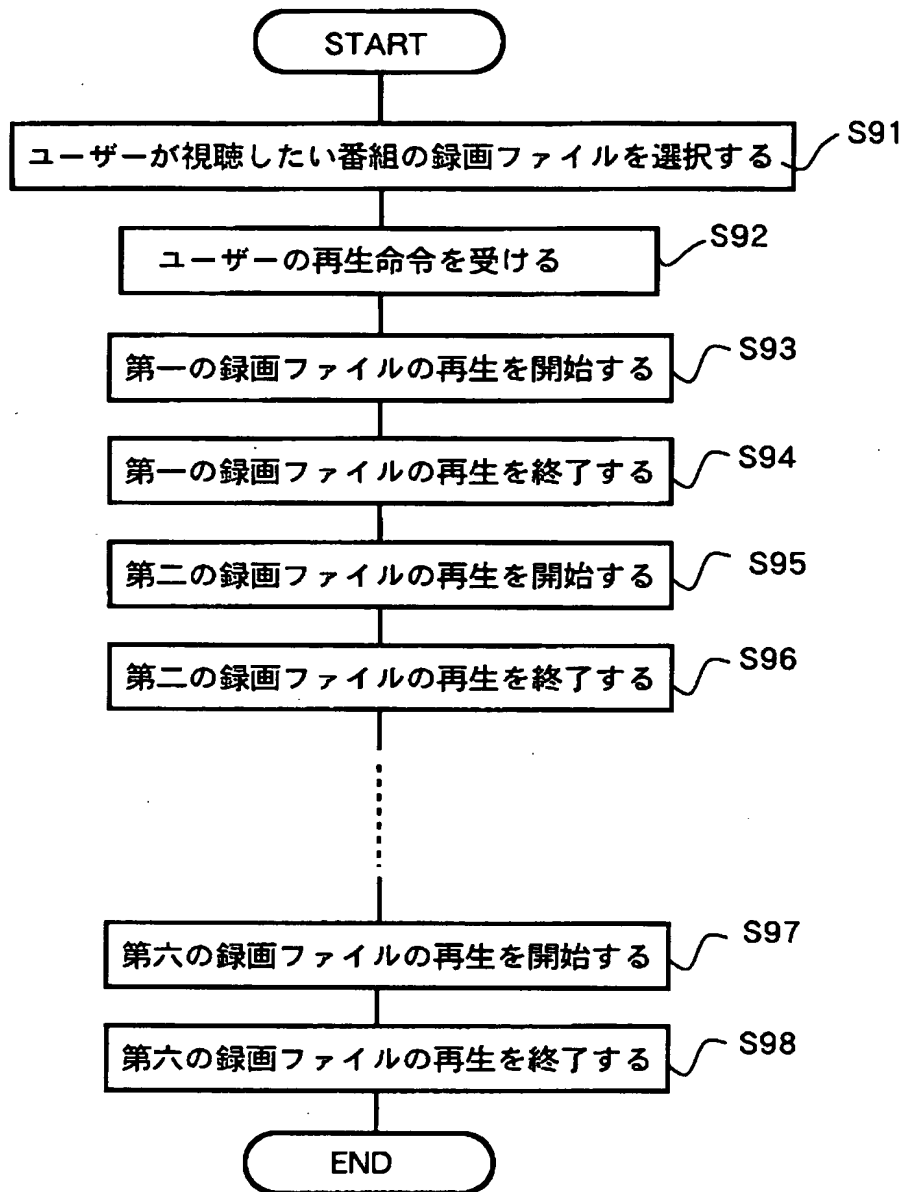 START
ユーザーが視聴したい番組の録画ファイルを選択する
S91
ユーザーの再生命令を受ける
S92
第一の録画ファイルの再生を開始する
S93
第一の録画ファイルの再生を終了する
S94
第二の録画ファイルの再生を開始する
S95
第二の録画ファイルの再生を終了する
S96
第六の録画ファイルの再生を開始する
S97
第六の録画ファイルの再生を終了する
S98
END